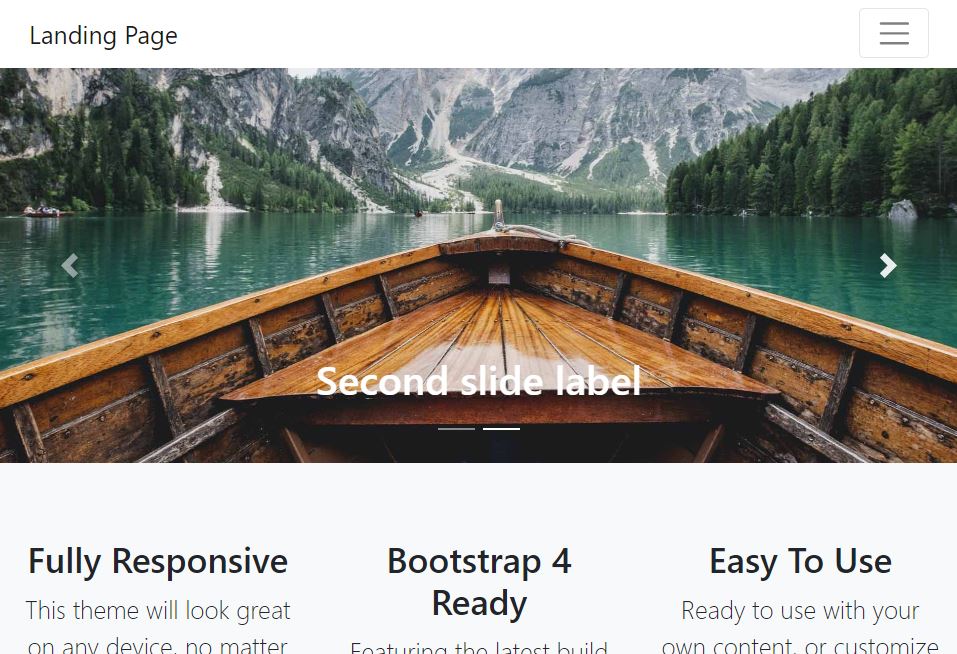 Landing Page
Second slide label
Fully Responsive
This theme will look great
on any device, no matter
Bootstrap 4
Ready
Featuring the latest build
Easy To Use
Ready to use with your
own content, or customize